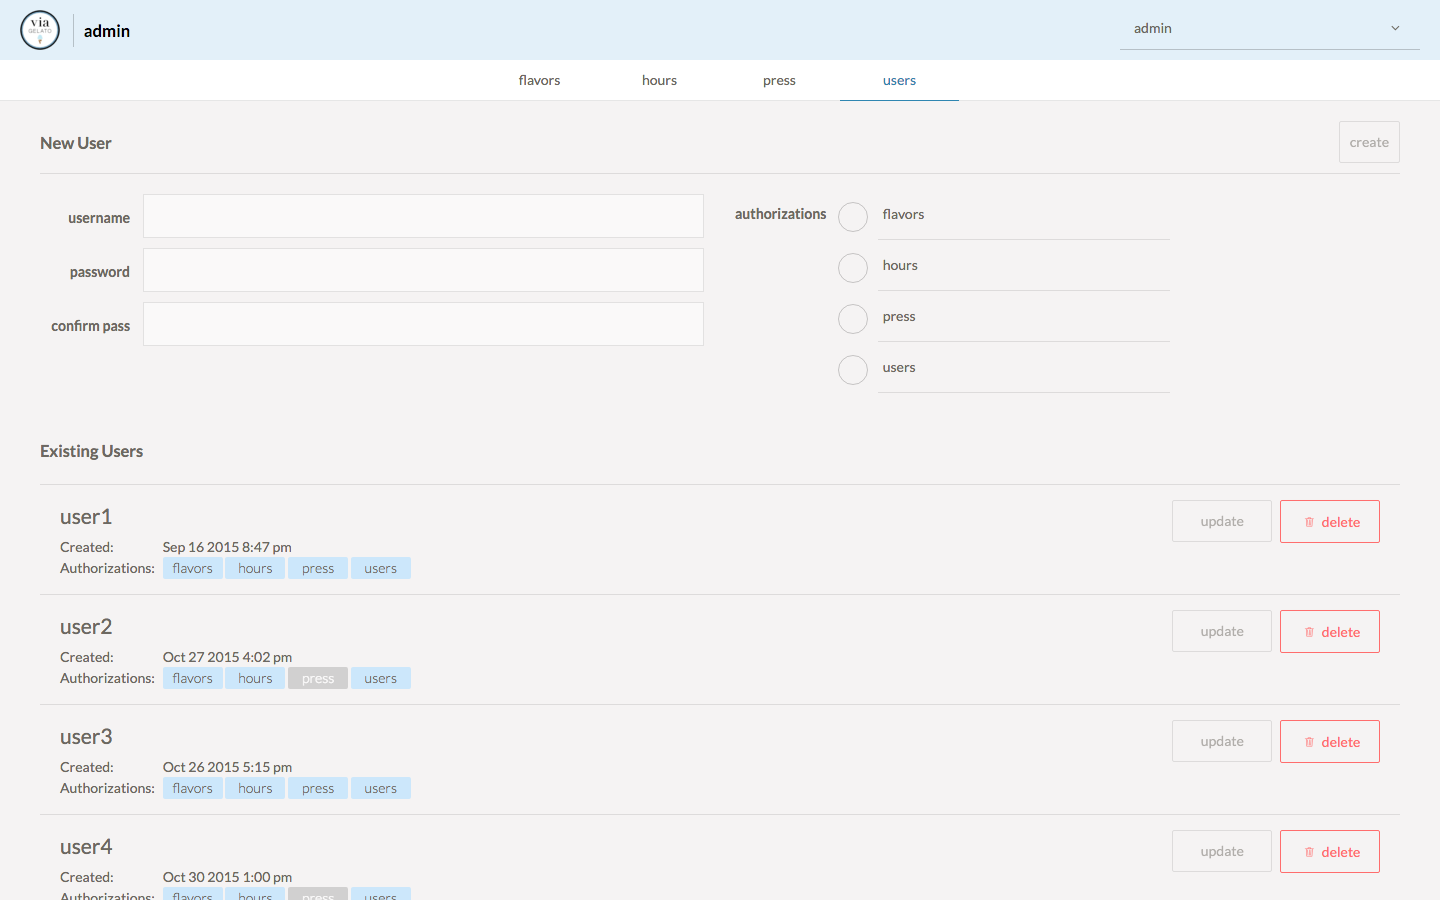 via
GELATO
admin
admin
flavors hours press users
New User
create
username
password
confirm pass
authorizations
flavors
hours
press
users
Existing Users
user1
update delete
Created: Sep 16 2015 8:47 pm
Authorizations: flavors hours press users
user2
update delete
Created: Oct 27 2015 4:02 pm
Authorizations: flavors hours press users
user3
update delete
Created: Oct 26 2015 5:15 pm
Authorizations: flavors hours press users
user4
update delete
Created: Oct 30 2015 1:00 pm
Authorizations: flavors hours press users